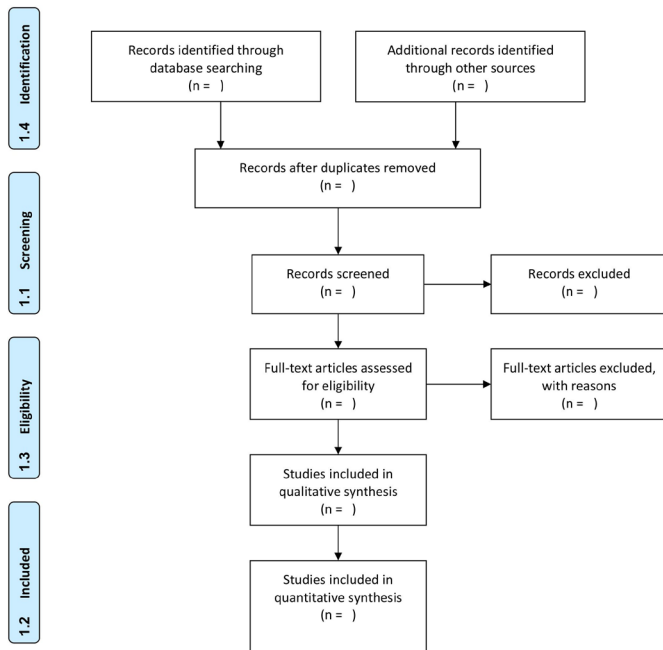 1.4 Identification
Records identified through
database searching
(n =   )
Additional records identified
through other sources
(n =   )
Records after duplicates removed
(n =   )
1.1 Screening
Records screened
(n =   )
Records excluded
(n =   )
1.3 Eligibility
Full-text articles assessed
for eligibility
(n =   )
Full-text articles excluded,
with reasons
(n =   )
Studies included in
qualitative synthesis
(n =   )
1.2 Included
Studies included in
quantitative synthesis
(n =   )